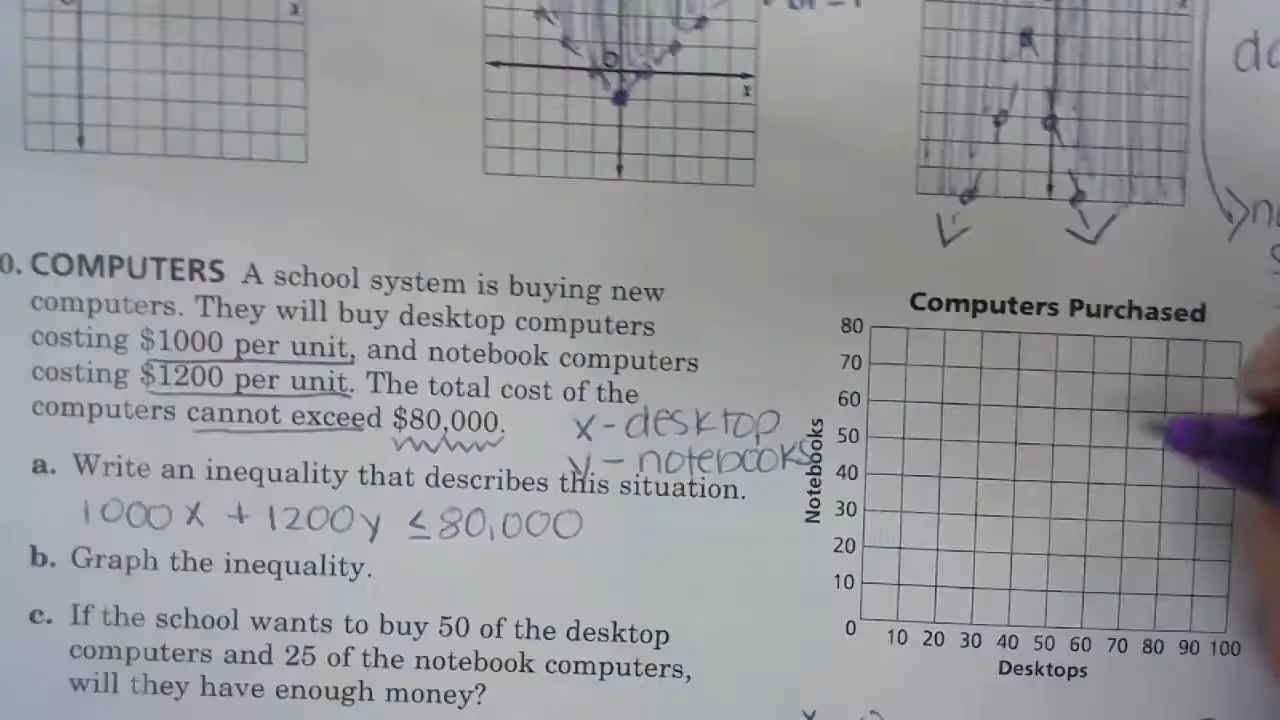 x
x
0. COMPUTERS A school system is buying new
computers. They will buy desktop computers
costing $1000 per unit, and notebook computers
costing $1200 per unit. The total cost of the
computers cannot exceed $80,000.
x - desktop
y - notebooks
a. Write an inequality that describes this situation.
1000x + 1200y ≤ 80,000
b. Graph the inequality.
c. If the school wants to buy 50 of the desktop
computers and 25 of the notebook computers,
will they have enough money?
Computers Purchased
80
70
60
50
40
30
20
10
0
Notebooks
10 20 30 40 50 60 70 80 90 100
Desktops